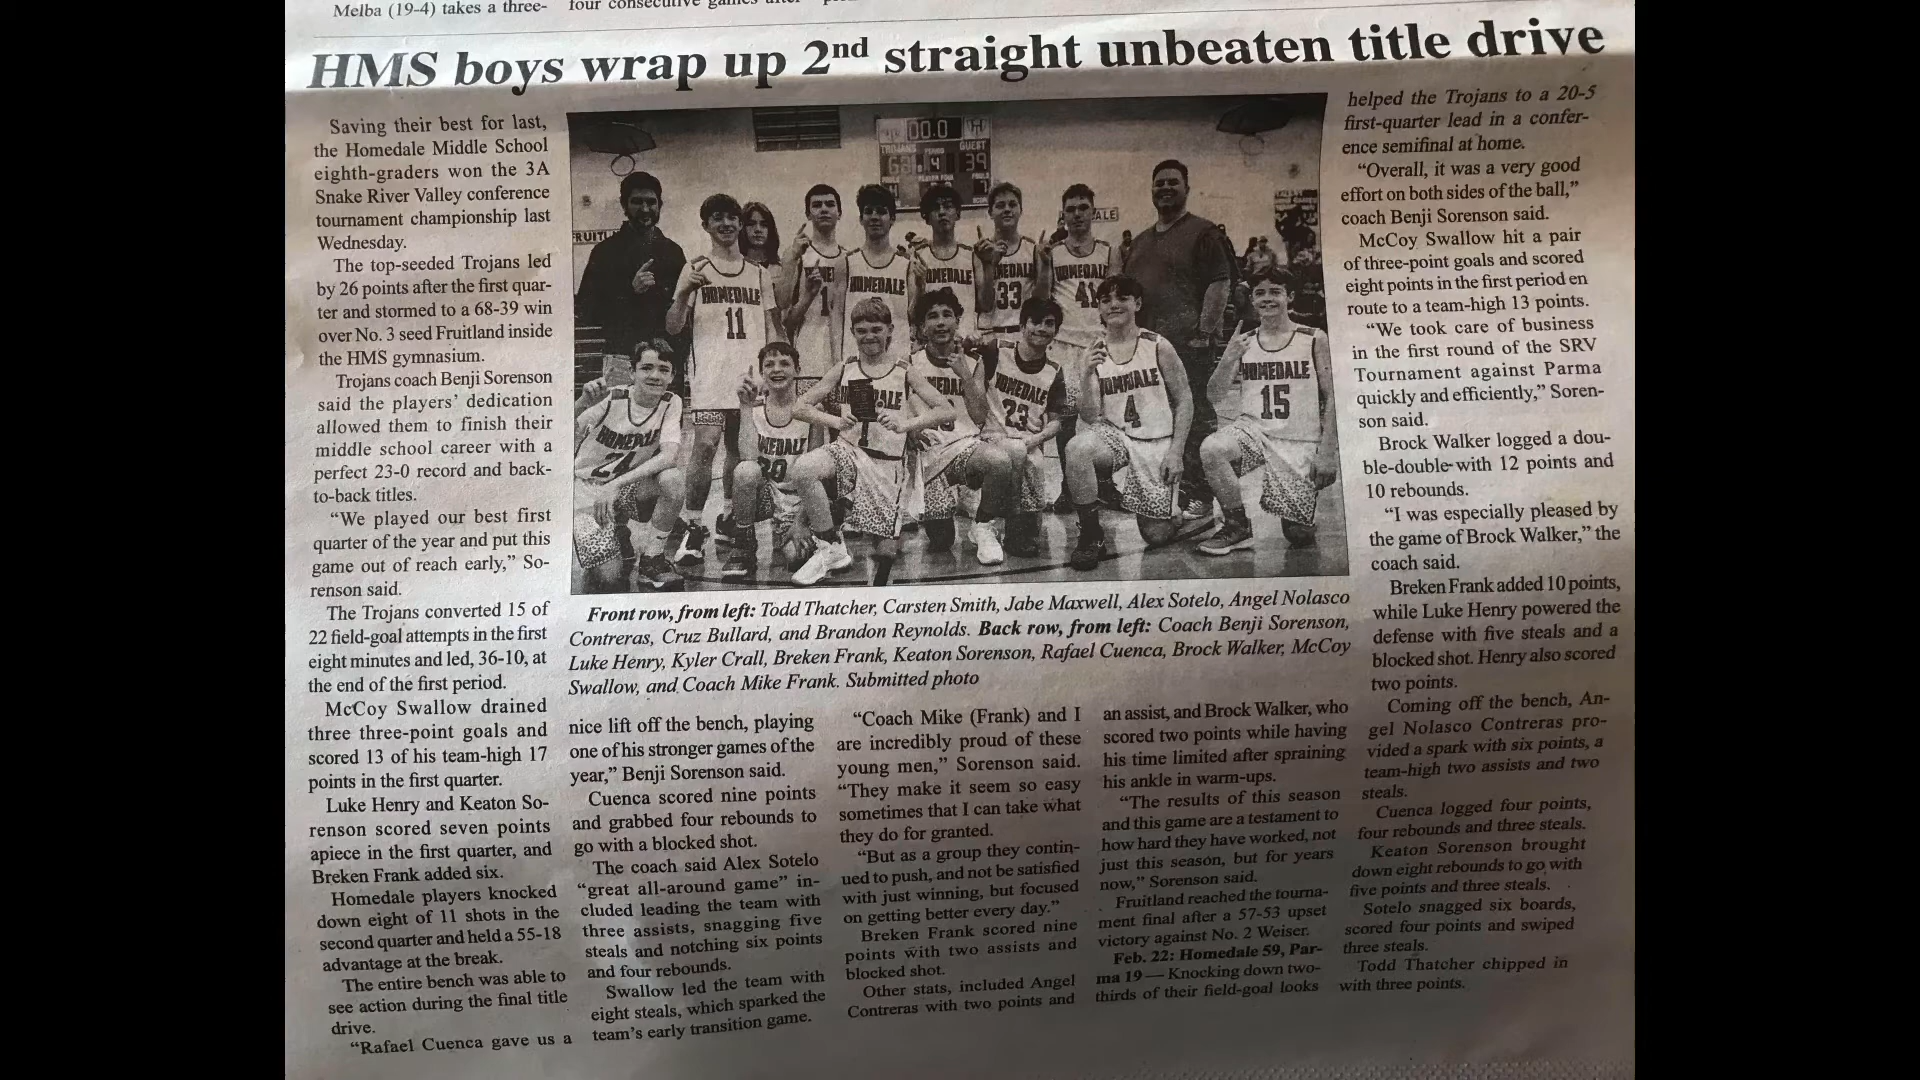 Melba (19-4) takes a three-
four consecutive games after
HMS boys wrap up 2nd straight unbeaten title drive
Saving their best for last,
the Homedale Middle School
eighth-graders won the 3A
Snake River Valley conference
tournament championship last
Wednesday.
The top-seeded Trojans led
by 26 points after the first quar-
ter and stormed to a 68-39 win
over No. 3 seed Fruitland inside
the HMS gymnasium.
Trojans coach Benji Sorenson
said the players' dedication
allowed them to finish their
middle school career with a
perfect 23-0 record and back-
to-back titles.
"We played our best first
quarter of the year and put this
game out of reach early," So-
renson said.
The Trojans converted 15 of
22 field-goal attempts in the first
eight minutes and led, 36-10, at
the end of the first period.
McCoy Swallow drained
three three-point goals and
scored 13 of his team-high 17
points in the first quarter.
Luke Henry and Keaton So-
renson scored seven points
apiece in the first quarter, and
Breken Frank added six.
Homedale players knocked
down eight of 11 shots in the
second quarter and held a 55-18
advantage at the break.
The entire bench was able to
see action during the final title
drive.
"Rafael Cuenca gave us a
00.0
TROJANS
GUEST
4
39
FRUITL
ALE
HOMEDALE
11
HOMEDALE
OMEDALE
MEDALE
33
HOMEDALE
41
HOMEDALE
24
MEDALE
30
HOMEDALE
23
HOMEDALE
4
HOMEDALE
15
Front row, from left: Todd Thatcher, Carsten Smith, Jabe Maxwell, Alex Sotelo, Angel Nolasco
Contreras, Cruz Bullard, and Brandon Reynolds. Back row, from left: Coach Benji Sorenson,
Luke Henry, Kyler Crall, Breken Frank, Keaton Sorenson, Rafael Cuenca, Brock Walker, McCoy
Swallow, and Coach Mike Frank. Submitted photo
nice lift off the bench, playing
one of his stronger games of the
year," Benji Sorenson said.
Cuenca scored nine points
and grabbed four rebounds to
go with a blocked shot.
The coach said Alex Sotelo
"great all-around game" in-
cluded leading the team with
three assists, snagging five
steals and notching six points
and four rebounds.
Swallow led the team with
eight steals, which sparked the
team's early transition game.
"Coach Mike (Frank) and I
are incredibly proud of these
young men," Sorenson said.
"They make it seem so easy
sometimes that I can take what
they do for granted.
"But as a group they contin-
ued to push, and not be satisfied
with just winning, but focused
on getting better every day."
Breken Frank scored nine
points with two assists and
blocked shot.
Other stats, included Angel
Contreras with two points and
an assist, and Brock Walker, who
scored two points while having
his time limited after spraining
his ankle in warm-ups.
"The results of this season
and this game are a testament to
how hard they have worked, not
just this season, but for years
now," Sorenson said.
Fruitland reached the tourna-
ment final after a 57-53 upset
victory against No. 2 Weiser.
Feb. 22: Homedale 59, Par-
ma 19 — Knocking down two-
thirds of their field-goal looks
helped the Trojans to a 20-5
first-quarter lead in a confer-
ence semifinal at home.
"Overall, it was a very good
effort on both sides of the ball,"
coach Benji Sorenson said.
McCoy Swallow hit a pair
of three-point goals and scored
eight points in the first period en
route to a team-high 13 points.
"We took care of business
in the first round of the SRV
Tournament against Parma
quickly and efficiently," Soren-
son said.
Brock Walker logged a dou-
ble-double with 12 points and
10 rebounds.
"I was especially pleased by
the game of Brock Walker," the
coach said.
Breken Frank added 10 points,
while Luke Henry powered the
defense with five steals and a
blocked shot. Henry also scored
two points.
Coming off the bench, An-
gel Nolasco Contreras pro-
vided a spark with six points, a
team-high two assists and two
steals.
Cuenca logged four points,
four rebounds and three steals.
Keaton Sorenson brought
down eight rebounds to go with
five points and three steals.
Sotelo snagged six boards,
scored four points and swiped
three steals.
Todd Thatcher chipped in
with three points.